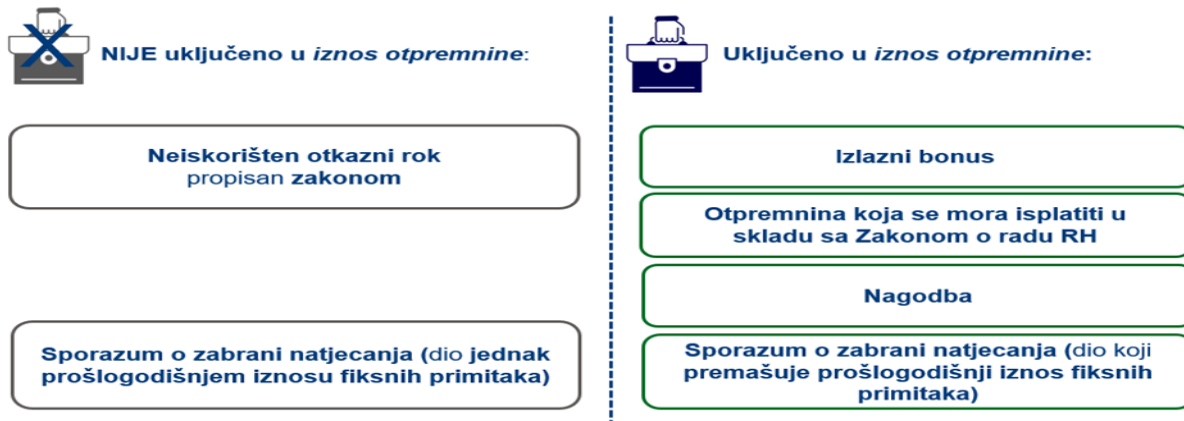 NIJE uključeno u iznos otpremnine:
Neiskorišten otkazni rok
propisan zakonom
Sporazum o zabrani natjecanja (dio jednak
prošlogodišnjem iznosu fiksnih primitaka)
Uključeno u iznos otpremnine:
Izlazni bonus
Otpremnina koja se mora isplatiti u
skladu sa Zakonom o radu RH
Nagodba
Sporazum o zabrani natjecanja (dio koji
premašuje prošlogodišnji iznos fiksnih
primitaka)